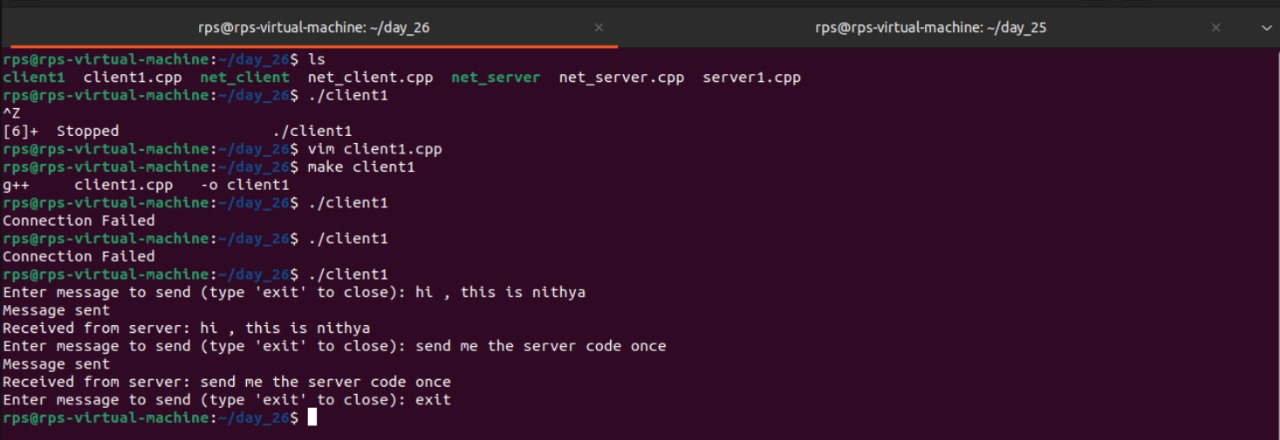 rps@rps-virtual-machine: ~/day_26 × rps@rps-virtual-machine: ~/day_25 ×
rps@rps-virtual-machine:~/day_26$ ls
client1 client1.cpp net_client net_client.cpp net_server net_server.cpp server1.cpp
rps@rps-virtual-machine:~/day_26$ ./client1
^Z
[6]+  Stopped                 ./client1
rps@rps-virtual-machine:~/day_26$ vim client1.cpp
rps@rps-virtual-machine:~/day_26$ make client1
g++     client1.cpp   -o client1
rps@rps-virtual-machine:~/day_26$ ./client1
Connection Failed
rps@rps-virtual-machine:~/day_26$ ./client1
Connection Failed
rps@rps-virtual-machine:~/day_26$ ./client1
Enter message to send (type 'exit' to close): hi , this is nithya
Message sent
Received from server: hi , this is nithya
Enter message to send (type 'exit' to close): send me the server code once
Message sent
Received from server: send me the server code once
Enter message to send (type 'exit' to close): exit
rps@rps-virtual-machine:~/day_26$